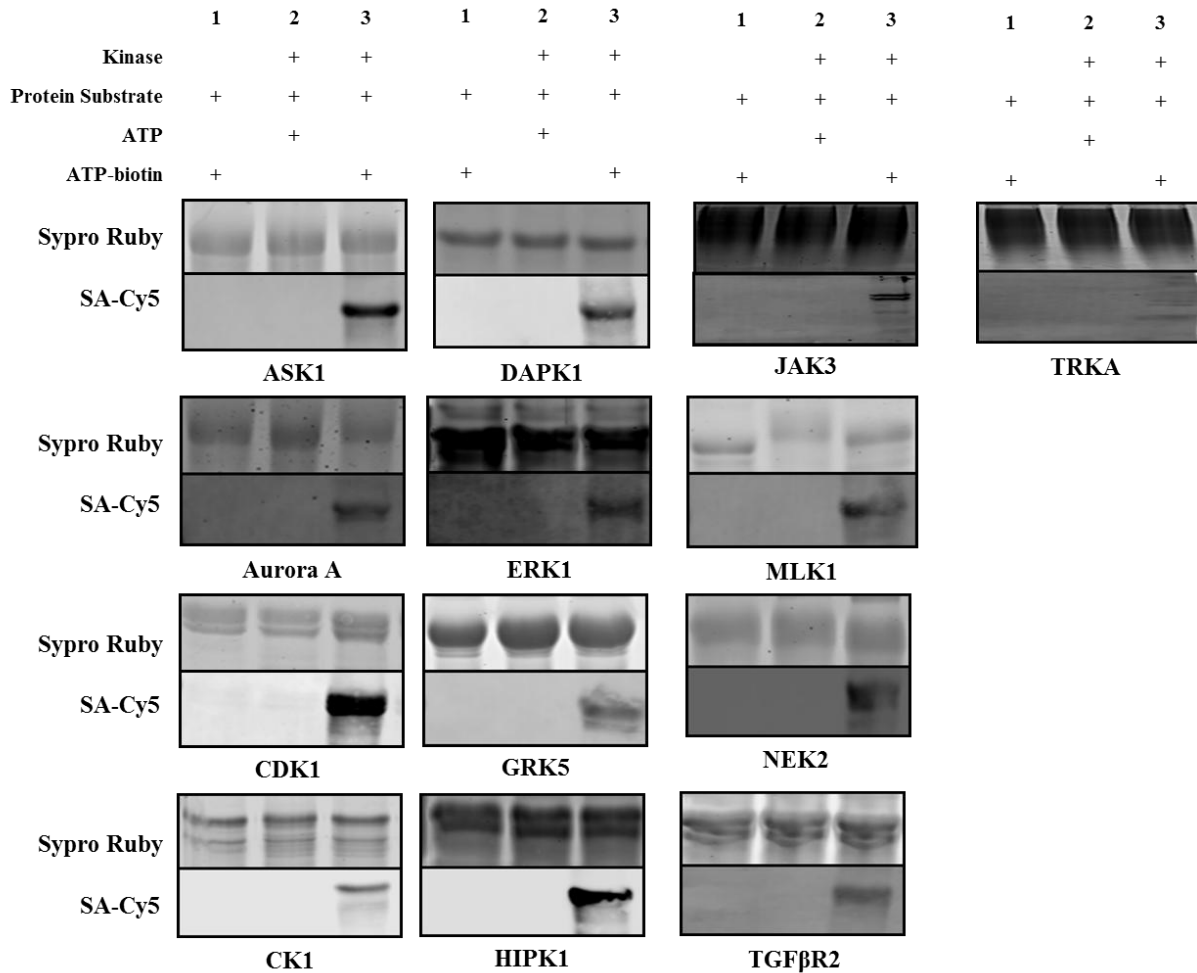 1 2 3 1 2 3 1 2 3 1 2 3
Kinase + + + + + + + +
Protein Substrate + + + + + + + + + + + +
ATP + + + +
ATP-biotin + + + + + + + +
Sypro Ruby
SA-Cy5
ASK1 DAPK1 JAK3 TRKA
Sypro Ruby
SA-Cy5
Aurora A ERK1 MLK1
Sypro Ruby
SA-Cy5
CDK1 GRK5 NEK2
Sypro Ruby
SA-Cy5
CK1 HIPK1 TGFβR2